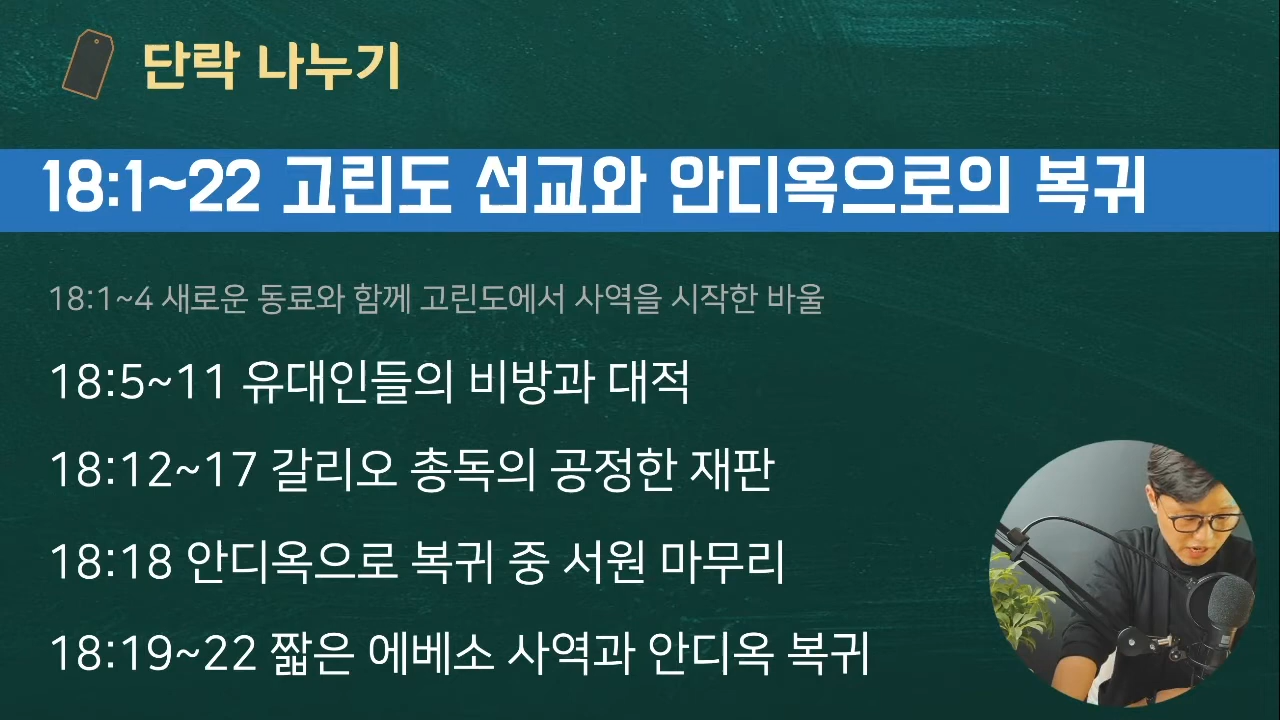 단락 나누기
18:1~22 고린도 선교와 안디옥으로의 복귀
18:1~4 새로운 동료와 함께 고린도에서 사역을 시작한 바울
18:5~11 유대인들의 비방과 대적
18:12~17 갈리오 총독의 공정한 재판
18:18 안디옥으로 복귀 중 서원 마무리
18:19~22 짧은 에베소 사역과 안디옥 복귀